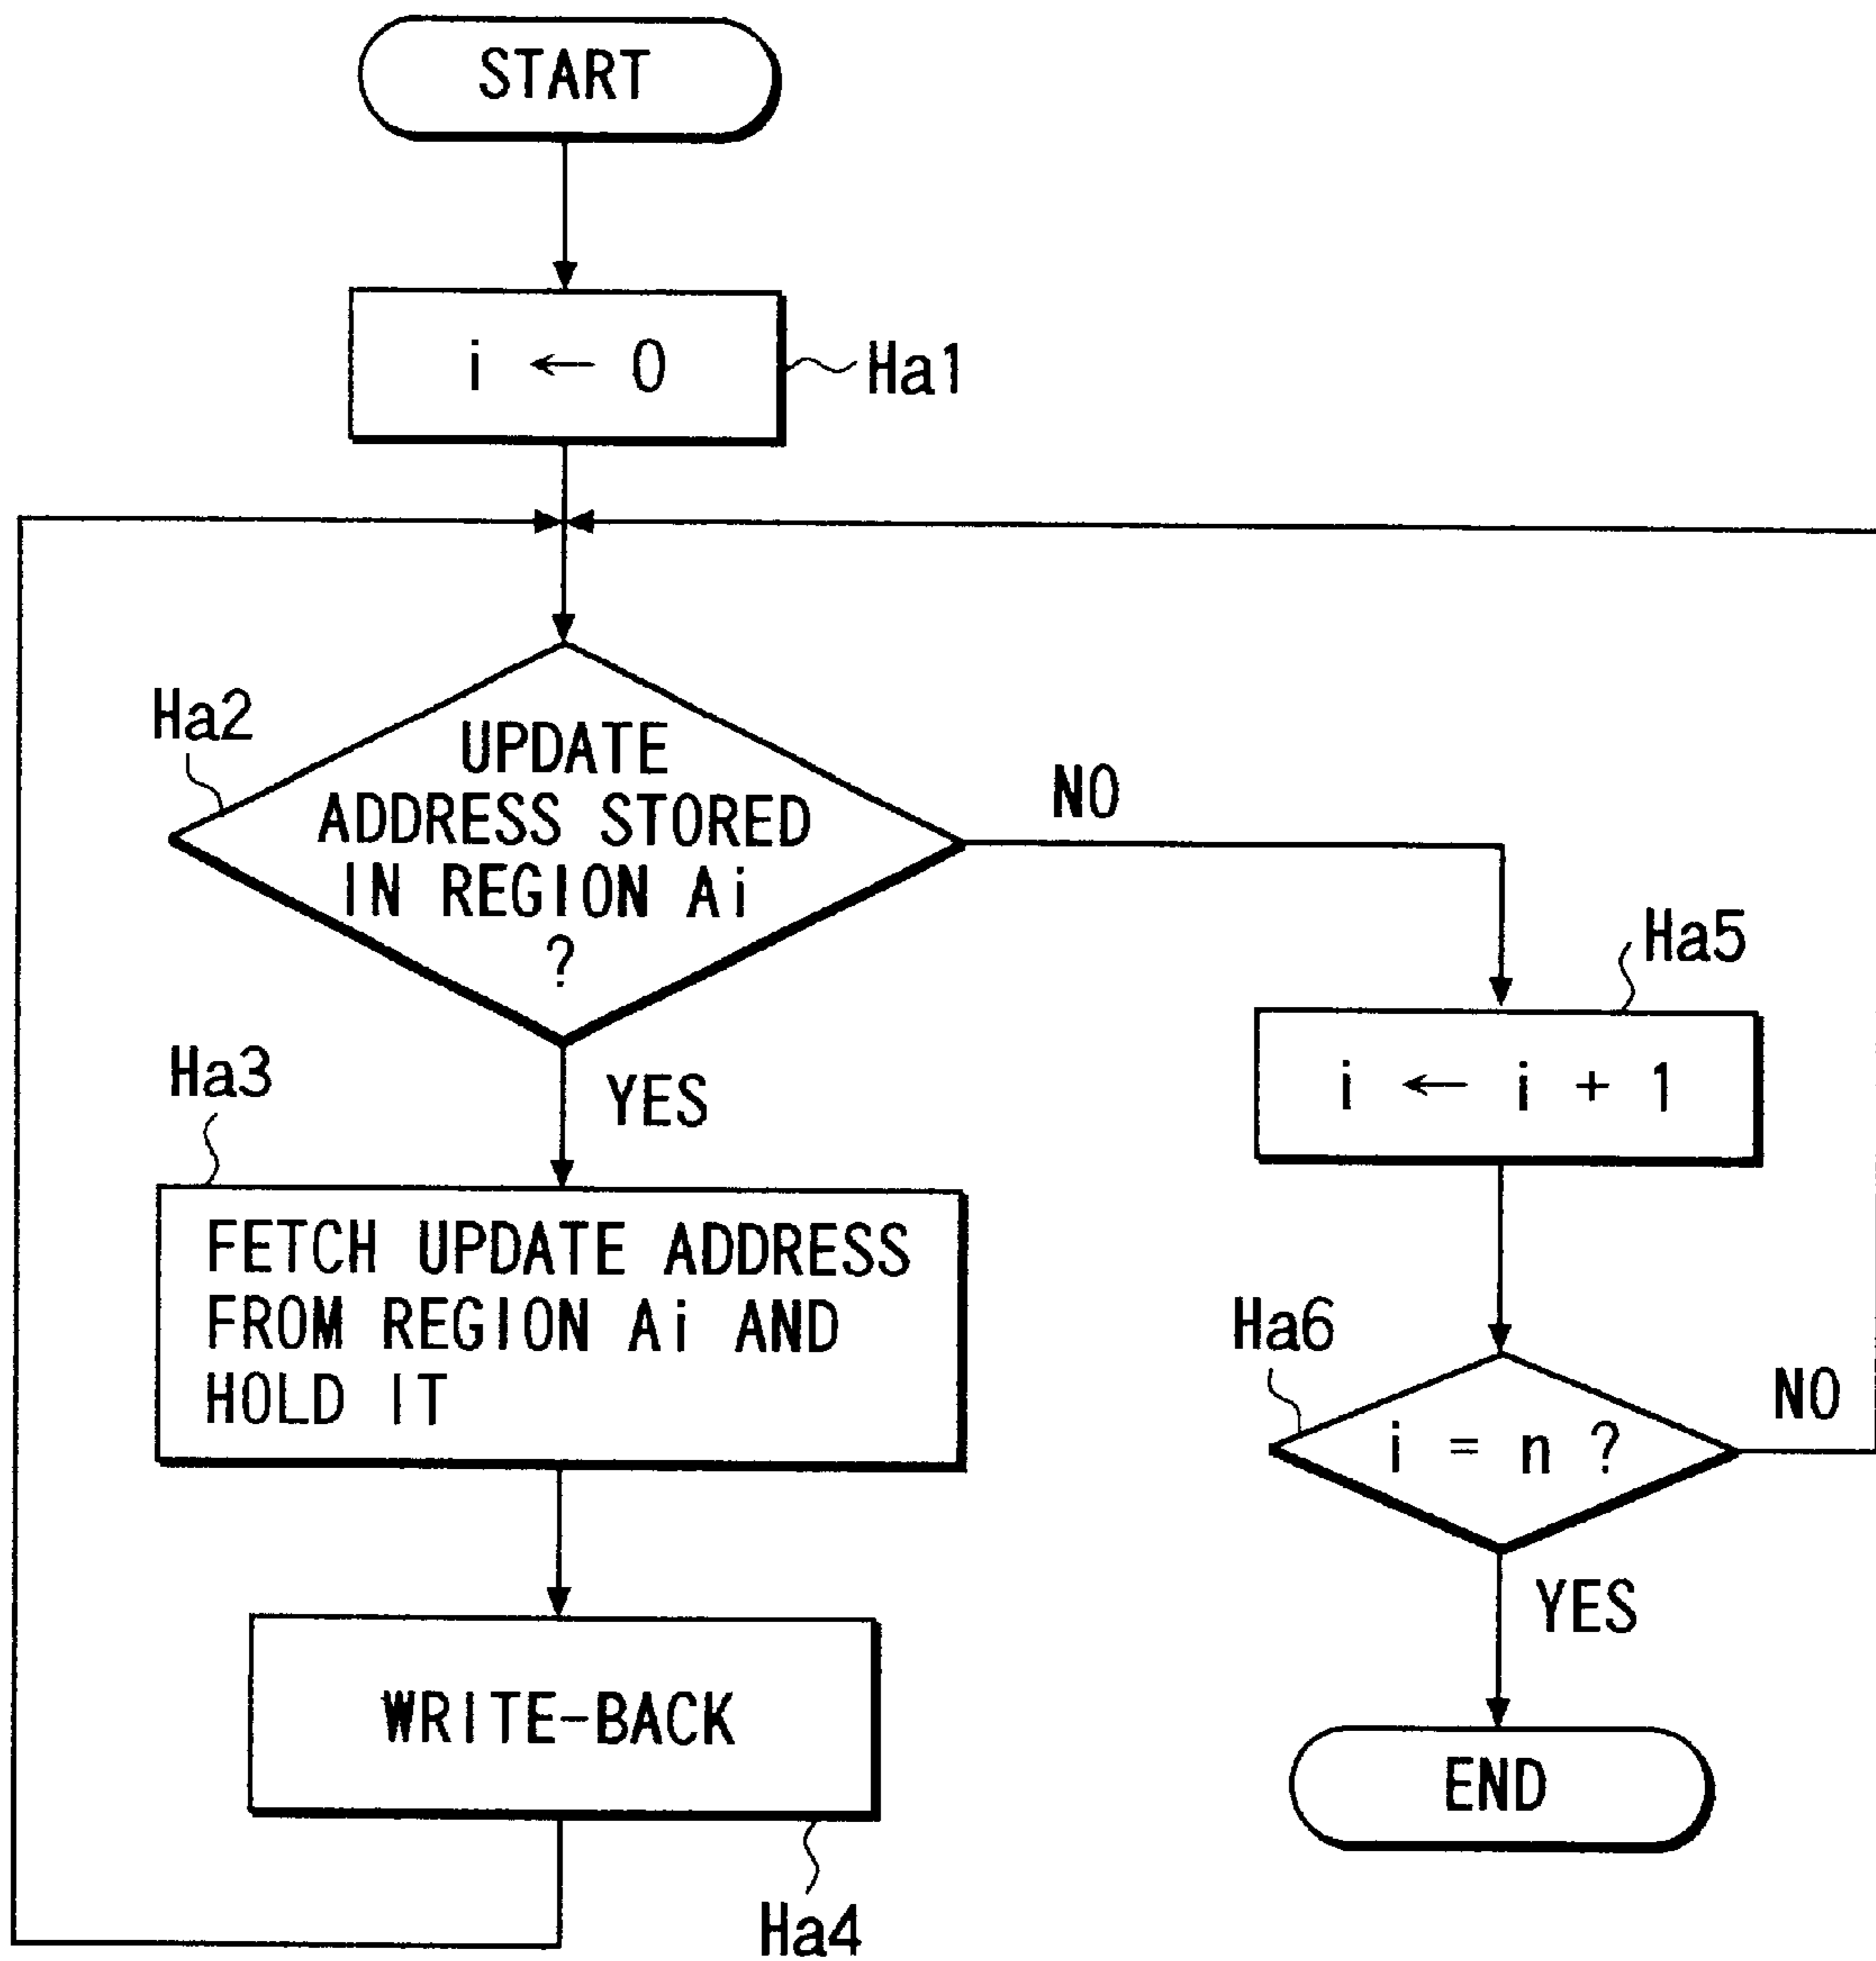 START
i ← 0
Ha1
Ha2
UPDATE
ADDRESS STORED
IN REGION Ai
?
NO
YES
Ha3
FETCH UPDATE ADDRESS
FROM REGION Ai AND
HOLD IT
WRITE-BACK
Ha4
Ha5
i ← i + 1
Ha6
i = n ?
NO
YES
END